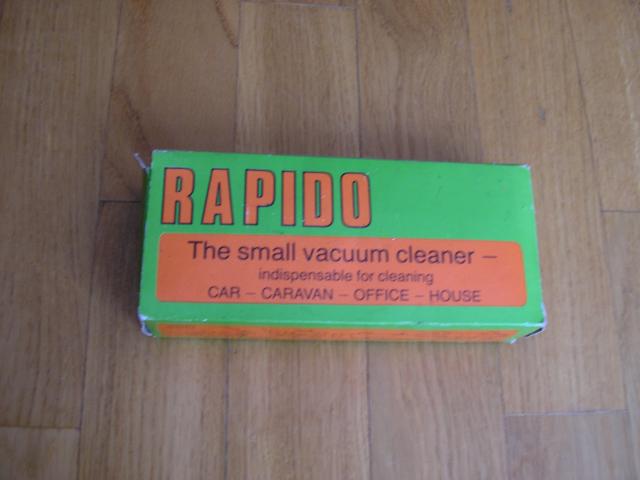 RAPIDO
The small vacuum cleaner –
indispensable for cleaning
CAR – CARAVAN – OFFICE – HOUSE